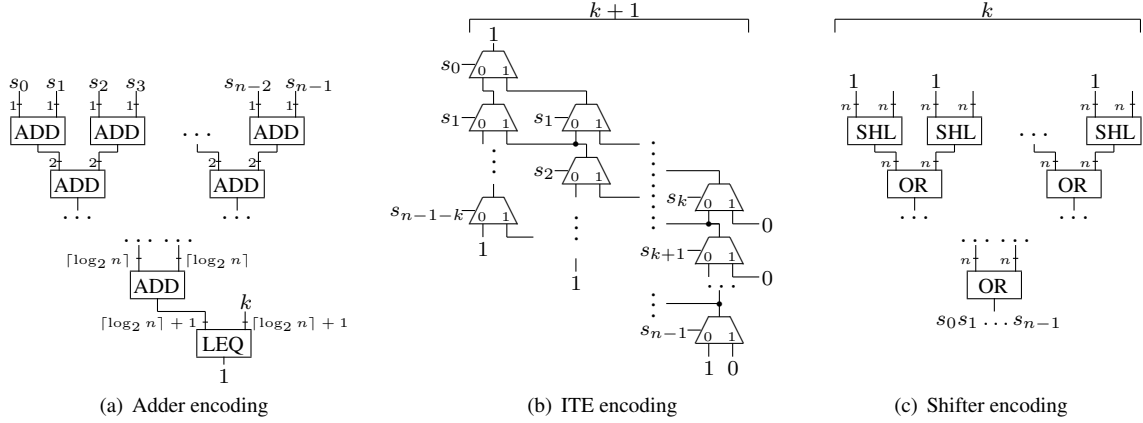 k + 1
k
1
s₀ s₁ s₂ s₃ sₙ₋₂ sₙ₋₁
1 1 1 1 1 1
ADD ADD . . . ADD
2 2 2 2
ADD ADD
. . . . . .
. . . . . .
⌈log₂ n⌉ ⌈log₂ n⌉
ADD
k
⌈log₂ n⌉ + 1 ⌈log₂ n⌉ + 1
LEQ
1
(a) Adder encoding
s₀ 0 1
s₁ 0 1 s₁ 0 1
s₂ 0 1
sₙ₋₁₋ₖ 0 1 sₖ 0 1
1 0
sₖ₊₁ 0 1
1 0
. . .
sₙ₋₁ 0 1
1 0
(b) ITE encoding
1 1 1
n n n n n n
SHL SHL . . . SHL
n n n n
OR OR
. . . . . .
. . . . . .
n n
OR
s₀s₁ . . . sₙ₋₁
(c) Shifter encoding